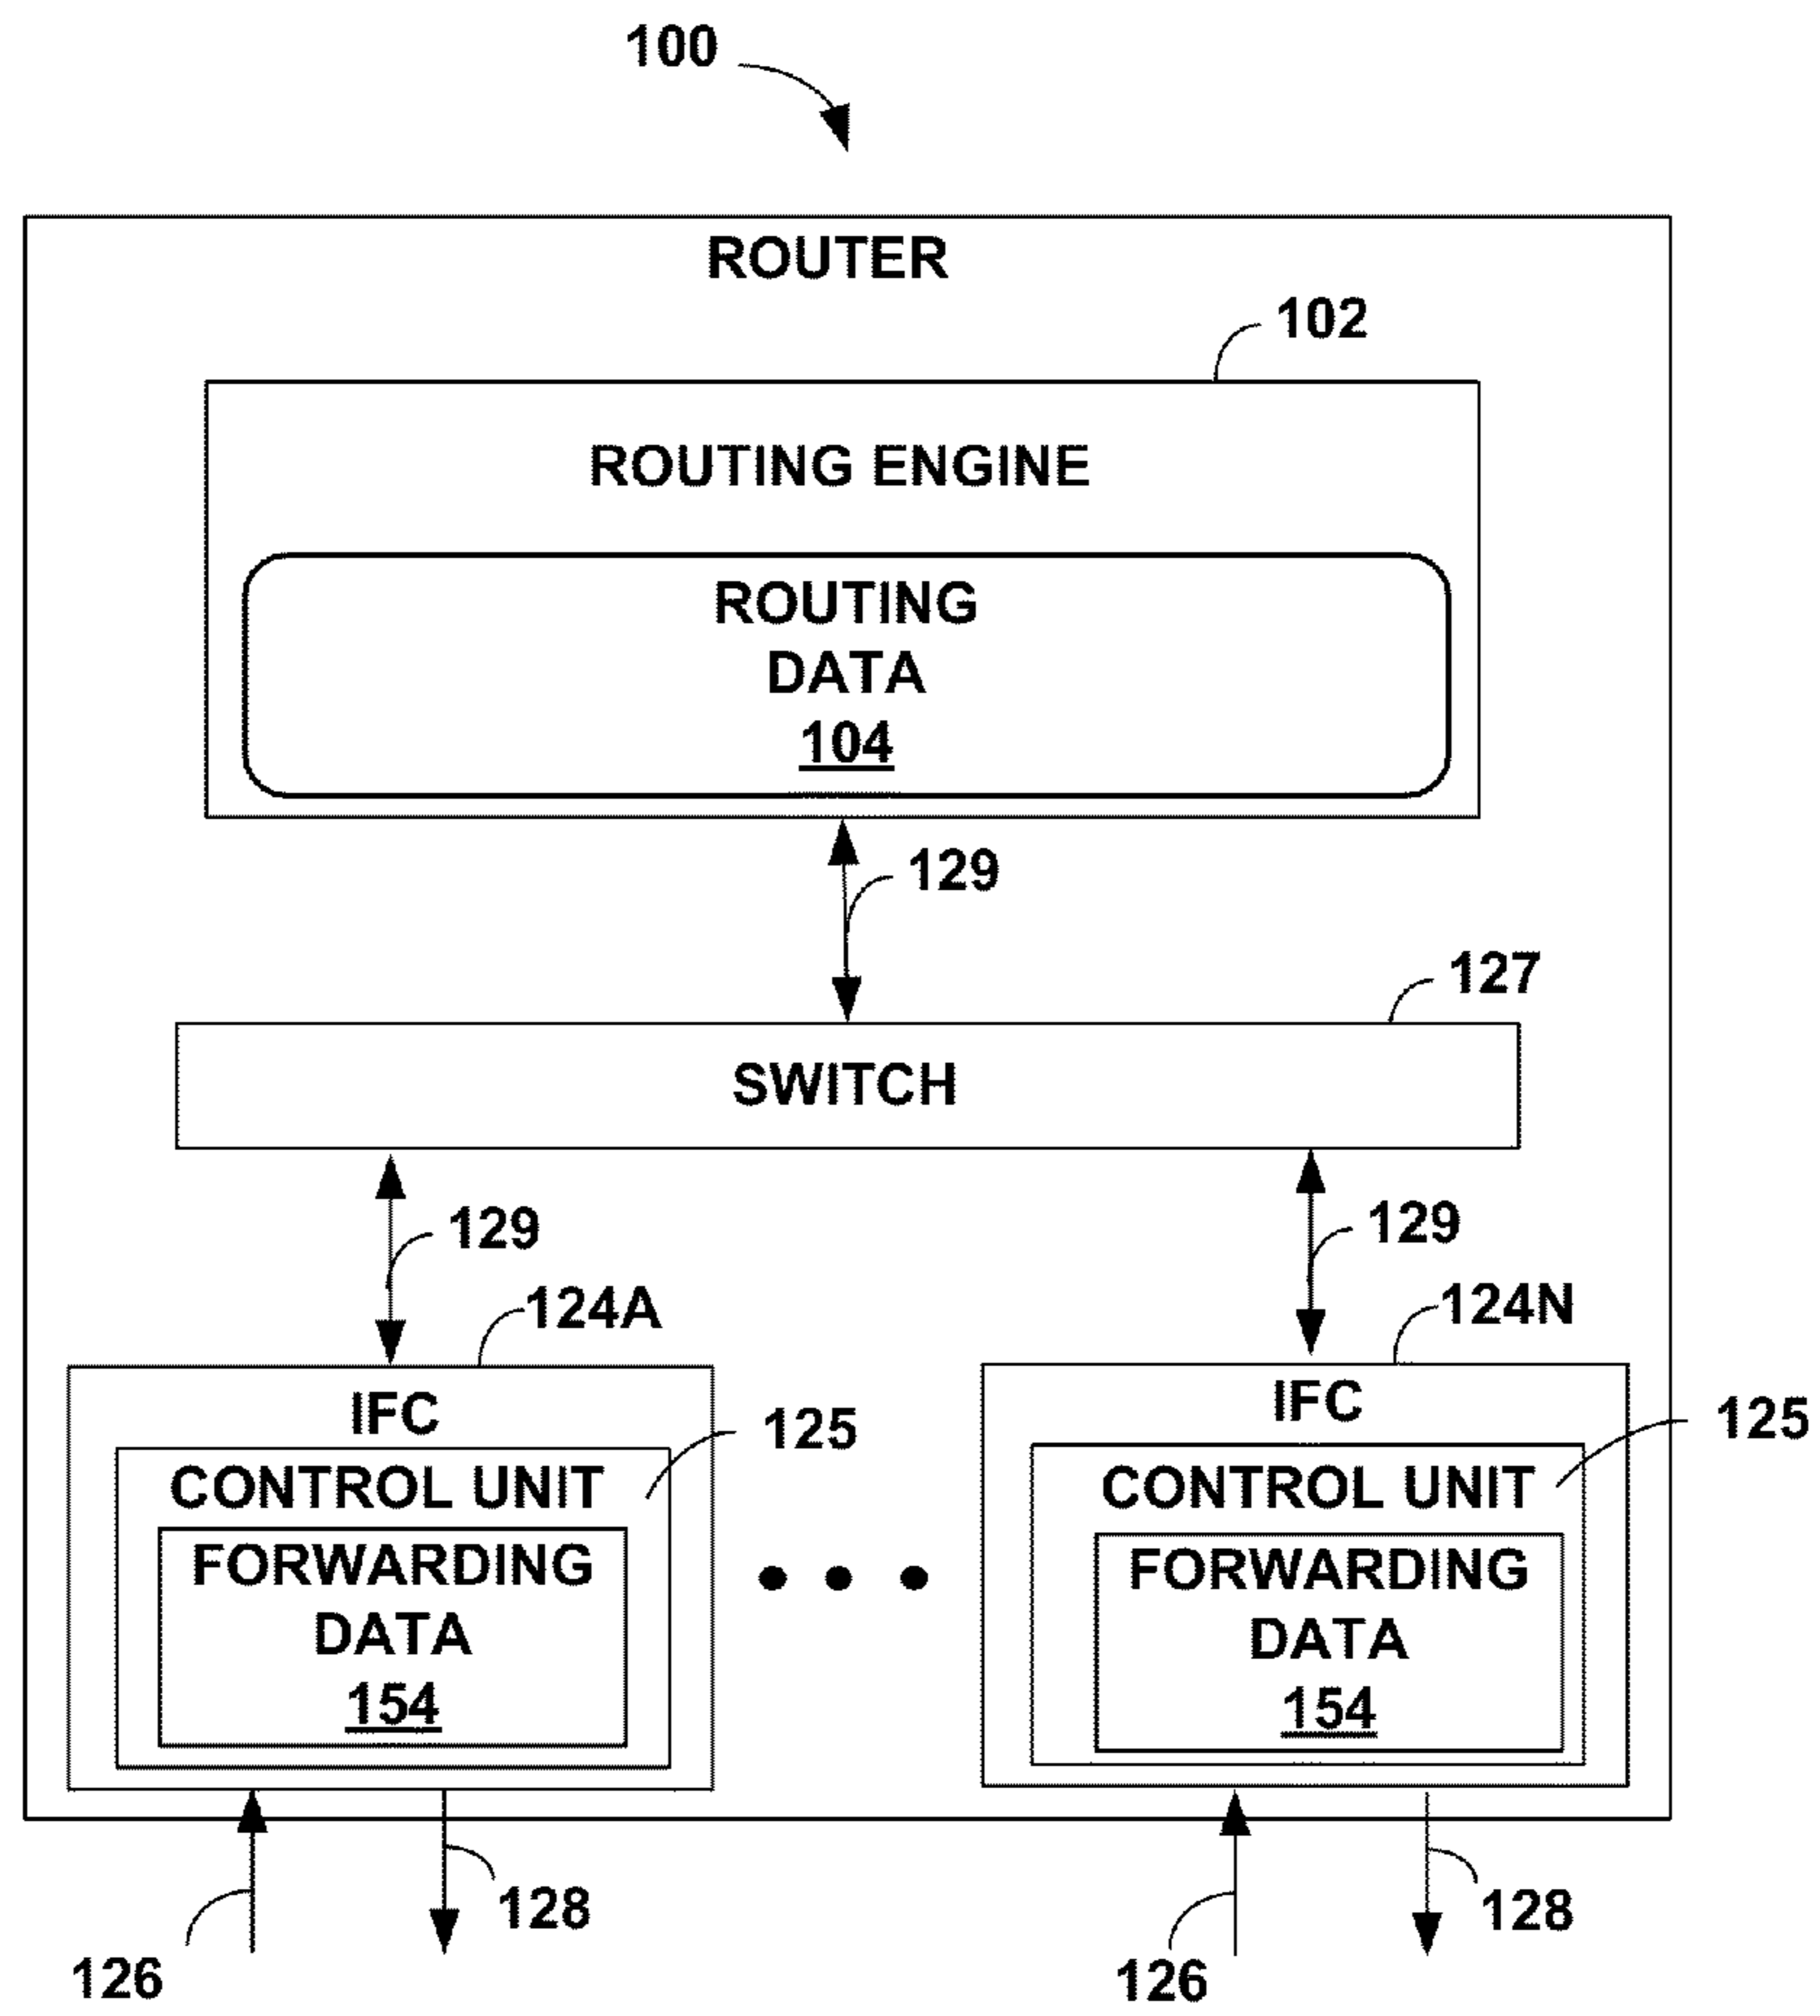 100
ROUTER
102
ROUTING ENGINE
ROUTING
DATA
104
129
127
SWITCH
129
129
124A
124N
IFC
125
CONTROL UNIT
FORWARDING
DATA
154
IFC
125
CONTROL UNIT
FORWARDING
DATA
154
126
128
126
128